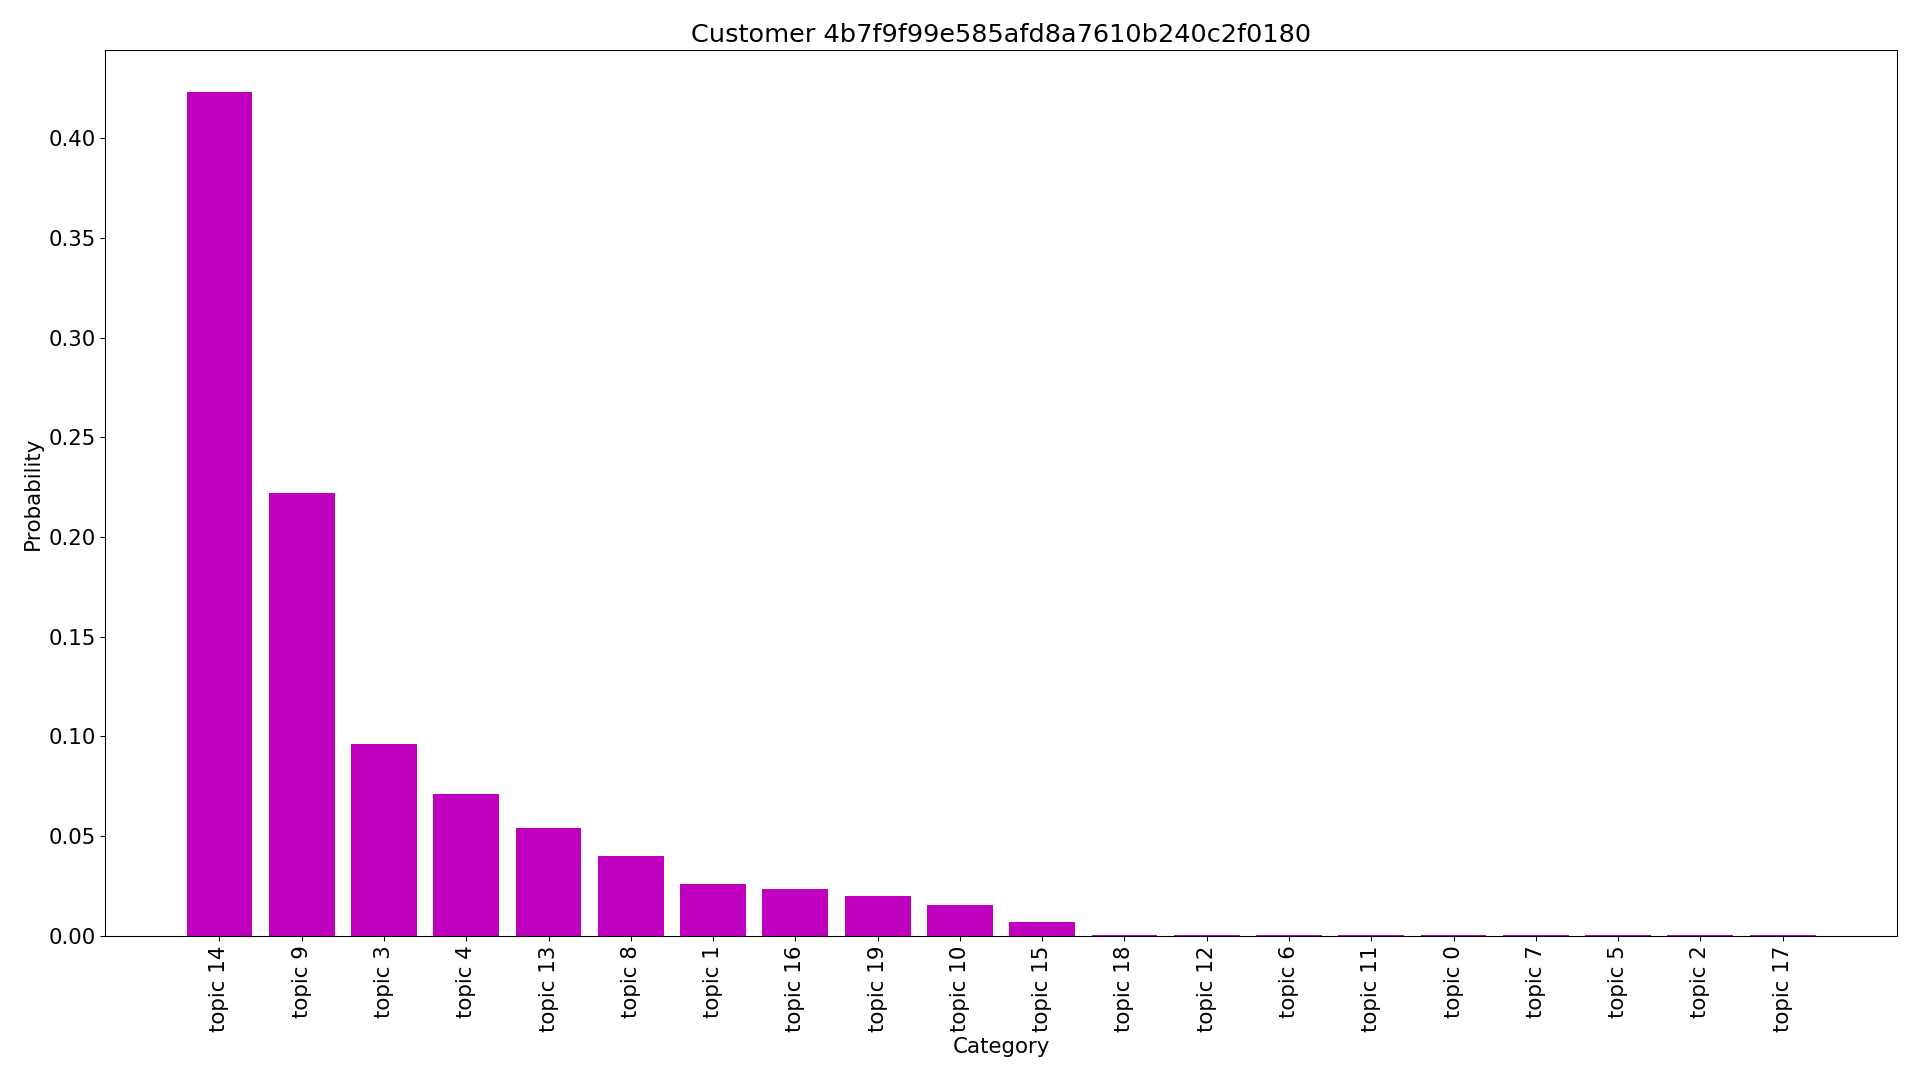 Customer 4b7f9f99e585afd8a7610b240c2f0180
Probability
0.40
0.35
0.30
0.25
0.20
0.15
0.10
0.05
0.00
topic 14
topic 9
topic 3
topic 4
topic 13
topic 8
topic 1
topic 16
topic 19
topic 10
topic 15
topic 18
topic 12
topic 6
topic 11
topic 0
topic 7
topic 5
topic 2
topic 17
Category